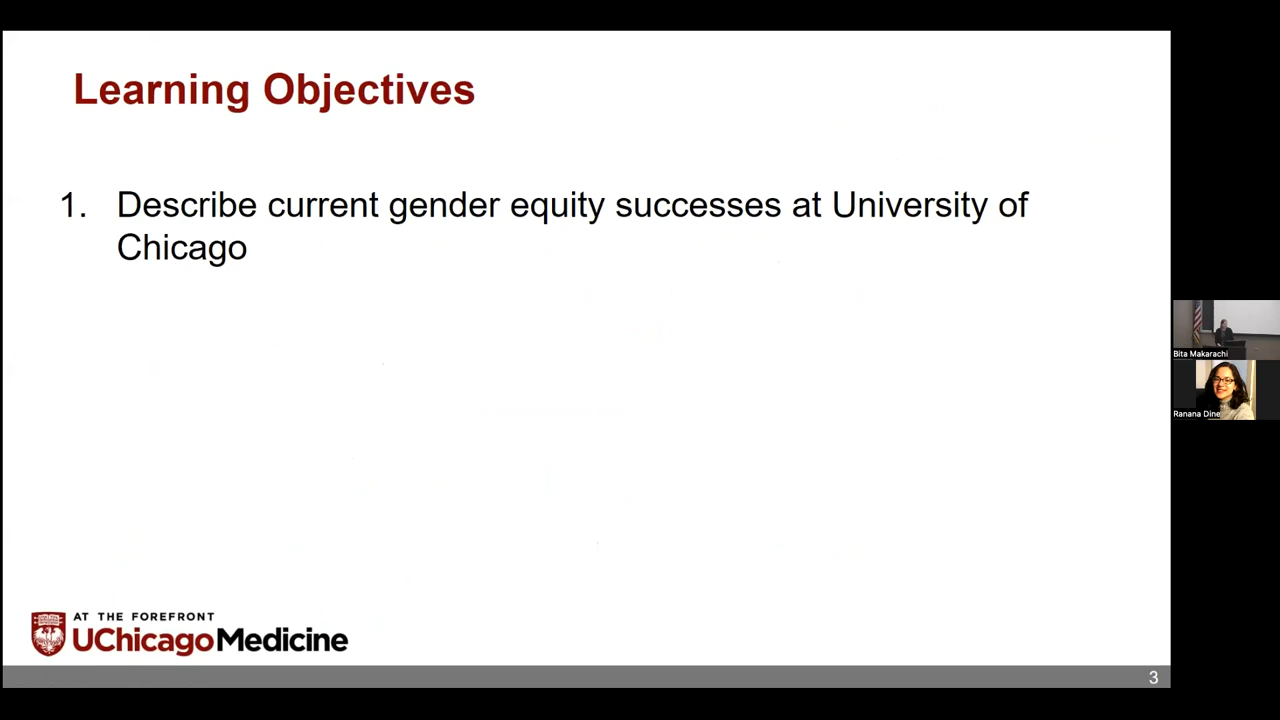 Learning Objectives
1. Describe current gender equity successes at University of
Chicago
Bita Makarachi
Ranana Dine
AT THE FOREFRONT
UChicagoMedicine
3